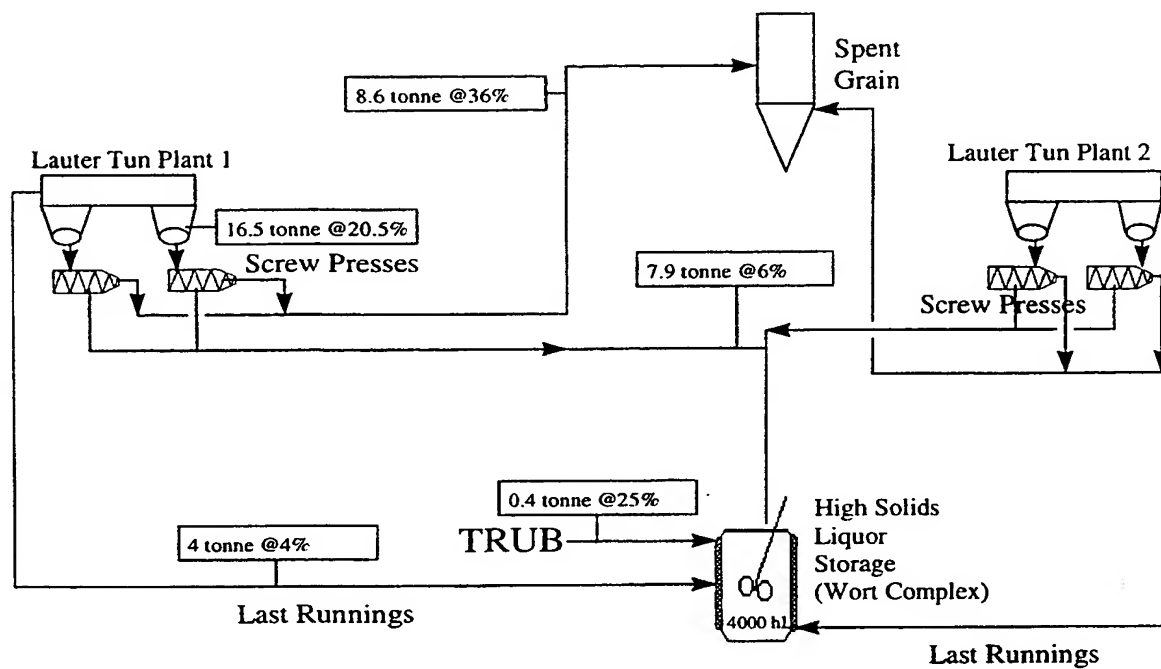 Spent
Grain
8.6 tonne @36%
Lauter Tun Plant 1
Lauter Tun Plant 2
16.5 tonne @20.5%
Screw Presses
7.9 tonne @6%
Screw Presses
0.4 tonne @25%
TRUB
High Solids
Liquor
Storage
(Wort Complex)
4 tonne @4%
4000 hl
Last Runnings
Last Runnings